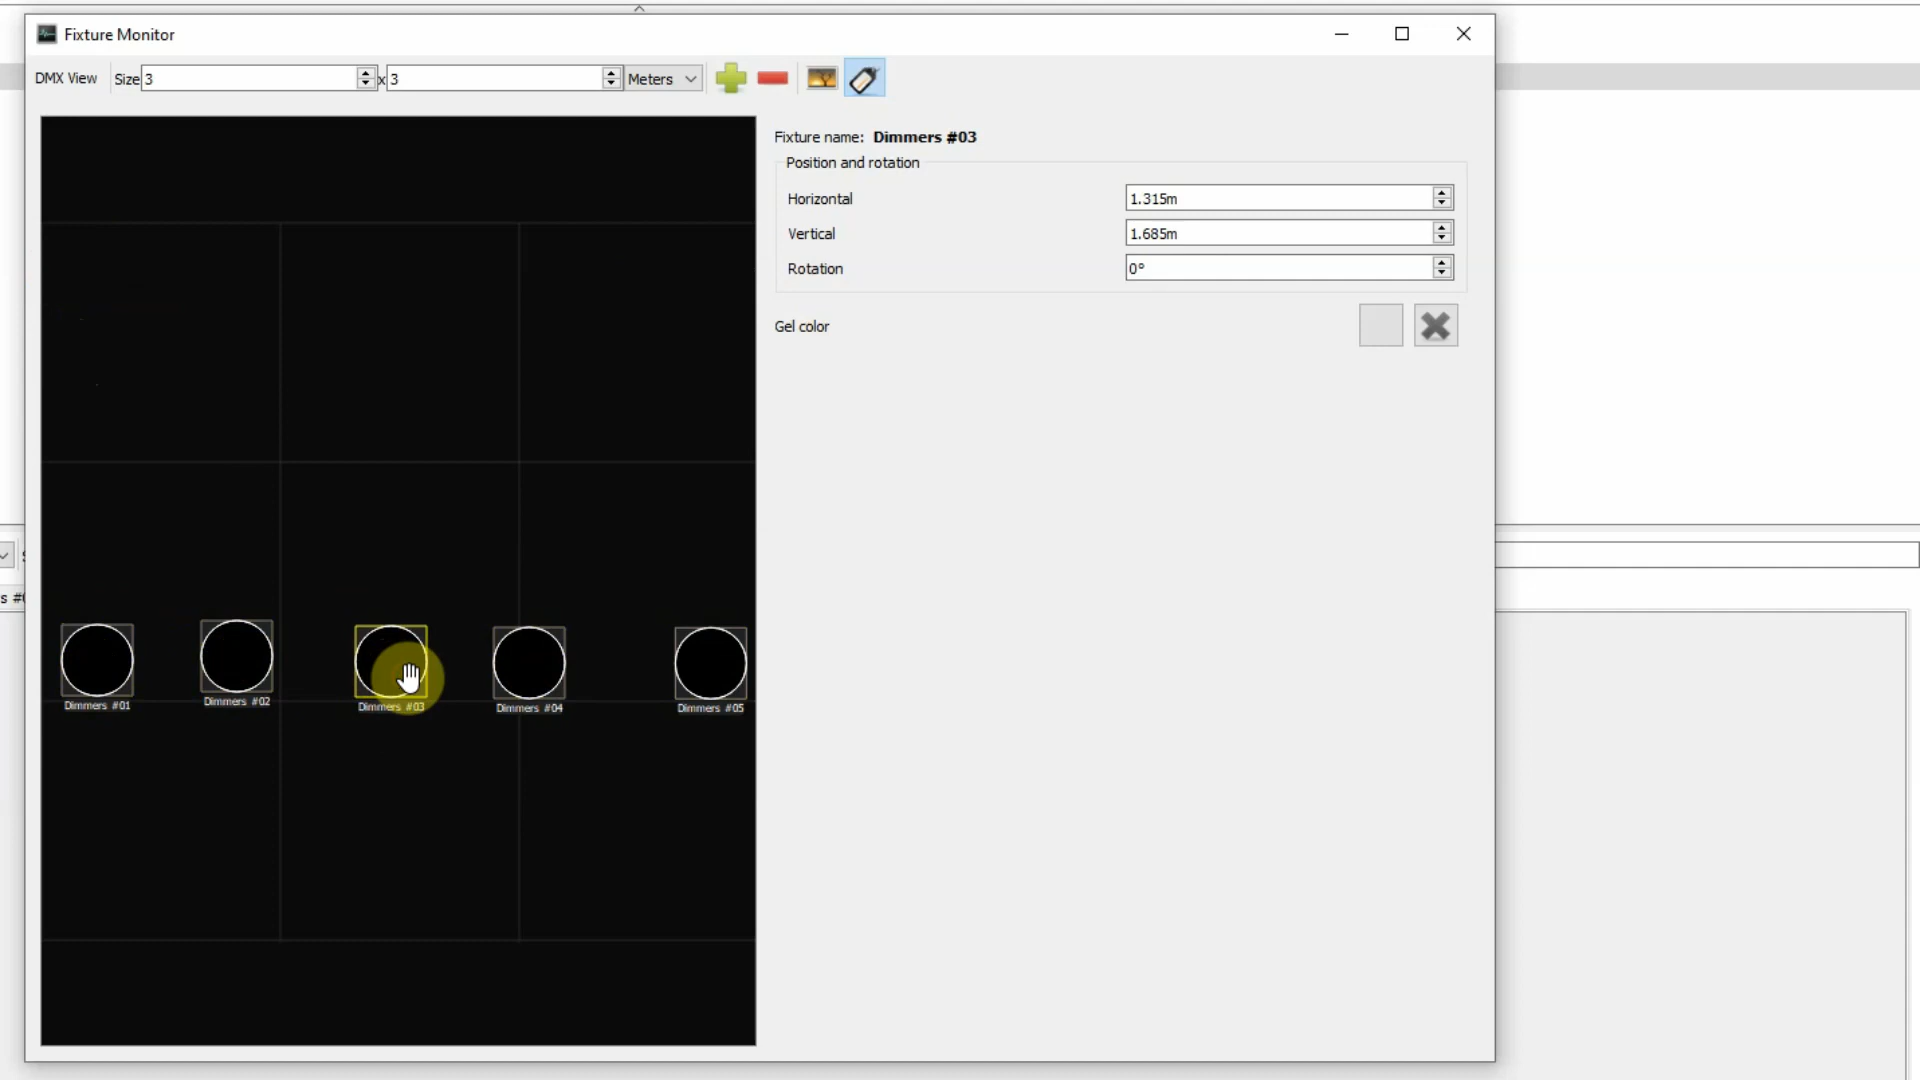 Fixture Monitor
DMX View Size 3 x 3 Meters
Fixture name: Dimmers #03
Position and rotation
Horizontal 1.315m
Vertical 1.685m
Rotation 0°
Gel color
s #
Dimmers #01 Dimmers #02 Dimmers #03 Dimmers #04 Dimmers #05